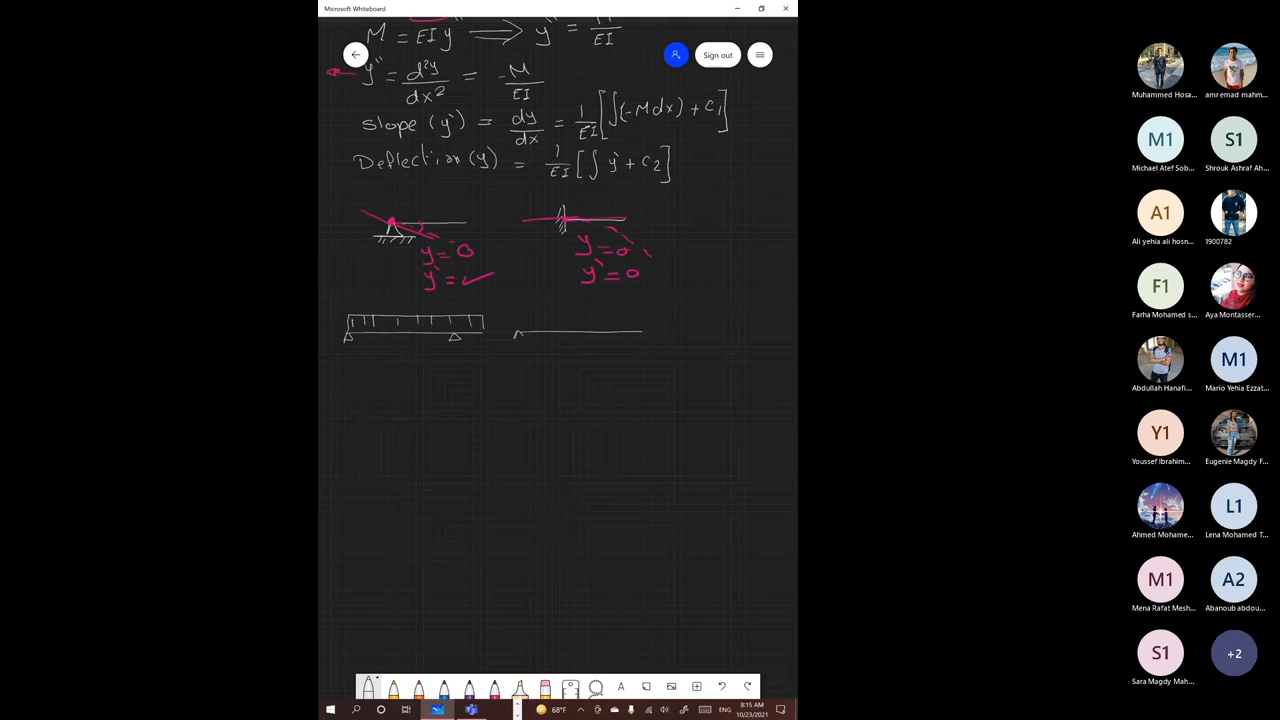 Microsoft Whiteboard
M = EI y" ⟹ y" = M/EI
Sign out
y" = d²y/dx² = -M/EI
Slope (y') = dy/dx = 1/EI [∫(-M dx) + C1]
Deflection (y) = 1/EI [∫ y' + C2]
y = 0
y' = ✓
y = 0
y' = 0
Muhammed Hosa...
amr emad mahm...
M1
S1
Michael Atef Sob...
Shrouk Ashraf Ah...
A1
Ali yehia ali hosn...
1900782
F1
Farha Mohamed s...
Aya Montasser...
M1
Abdullah Hanafi...
Mario Yehia Ezzat...
Y1
Youssef Ibrahim...
Eugenie Magdy F...
L1
Ahmed Mohame...
Lena Mohamed T...
M1
A2
Mena Rafat Mesh...
Abanoub abdou...
S1
+2
Sara Magdy Mah...
A
68°F
ENG
8:15 AM
10/23/2021